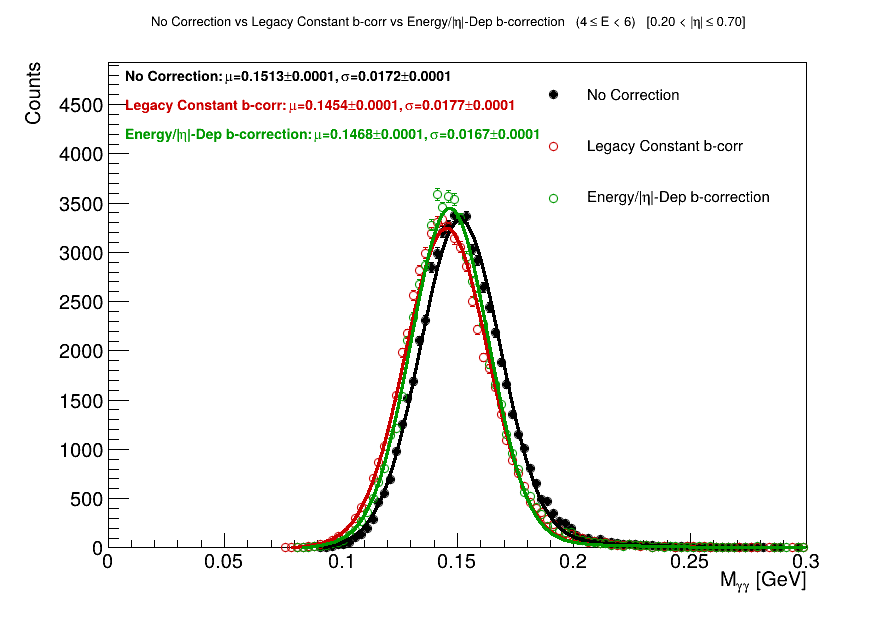 No Correction vs Legacy Constant b-corr vs Energy/|η|-Dep b-correction (4 ≤ E < 6) [0.20 < |η| ≤ 0.70]
Counts
No Correction: μ=0.1513±0.0001, σ=0.0172±0.0001
Legacy Constant b-corr: μ=0.1454±0.0001, σ=0.0177±0.0001
Energy/|η|-Dep b-correction: μ=0.1468±0.0001, σ=0.0167±0.0001
No Correction
Legacy Constant b-corr
Energy/|η|-Dep b-correction
4500
4000
3500
3000
2500
2000
1500
1000
500
0
0 0.05 0.1 0.15 0.2 0.25 0.3
Mγγ [GeV]